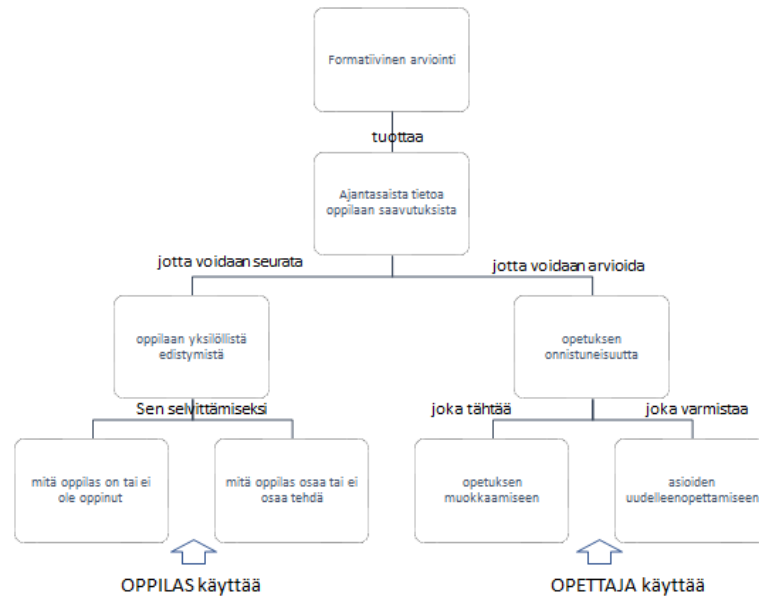 Formatiivinen arviointi
tuottaa
Ajantasaista tietoa
oppilaan saavutuksista
jotta voidaan seurata
jotta voidaan arvioida
oppilaan yksilöllistä
edistymistä
opetuksen
onnistuneisuutta
Sen selvittämiseksi
joka tähtää
joka varmistaa
mitä oppilas on tai ei
ole oppinut
mitä oppilas osaa tai ei
osaa tehdä
opetuksen
muokkaamiseen
asioiden
uudelleenopettamiseen
OPPILAS käyttää
OPETTAJA käyttää